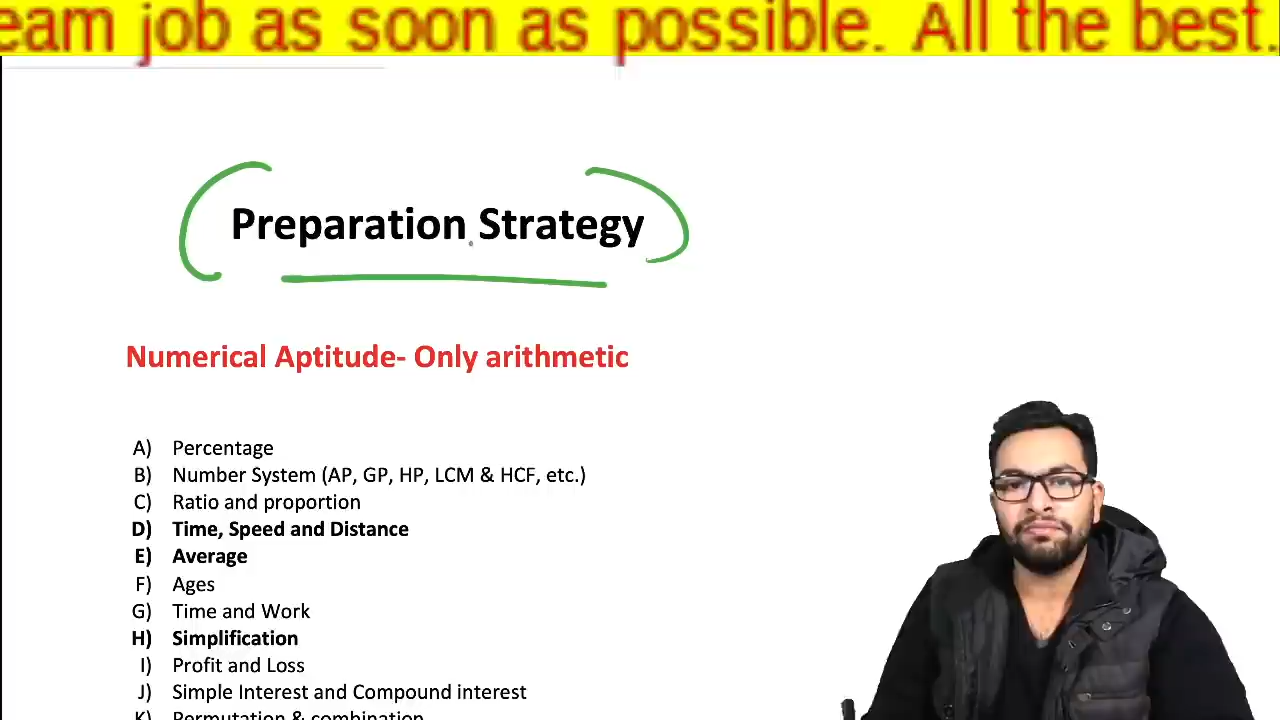 job as soon as possible. All the best.
Preparation Strategy
Numerical Aptitude- Only arithmetic
A) Percentage
B) Number System (AP, GP, HP, LCM & HCF, etc.)
C) Ratio and proportion
D) Time, Speed and Distance
E) Average
F) Ages
G) Time and Work
H) Simplification
I) Profit and Loss
J) Simple Interest and Compound interest
K) Permutation & combination